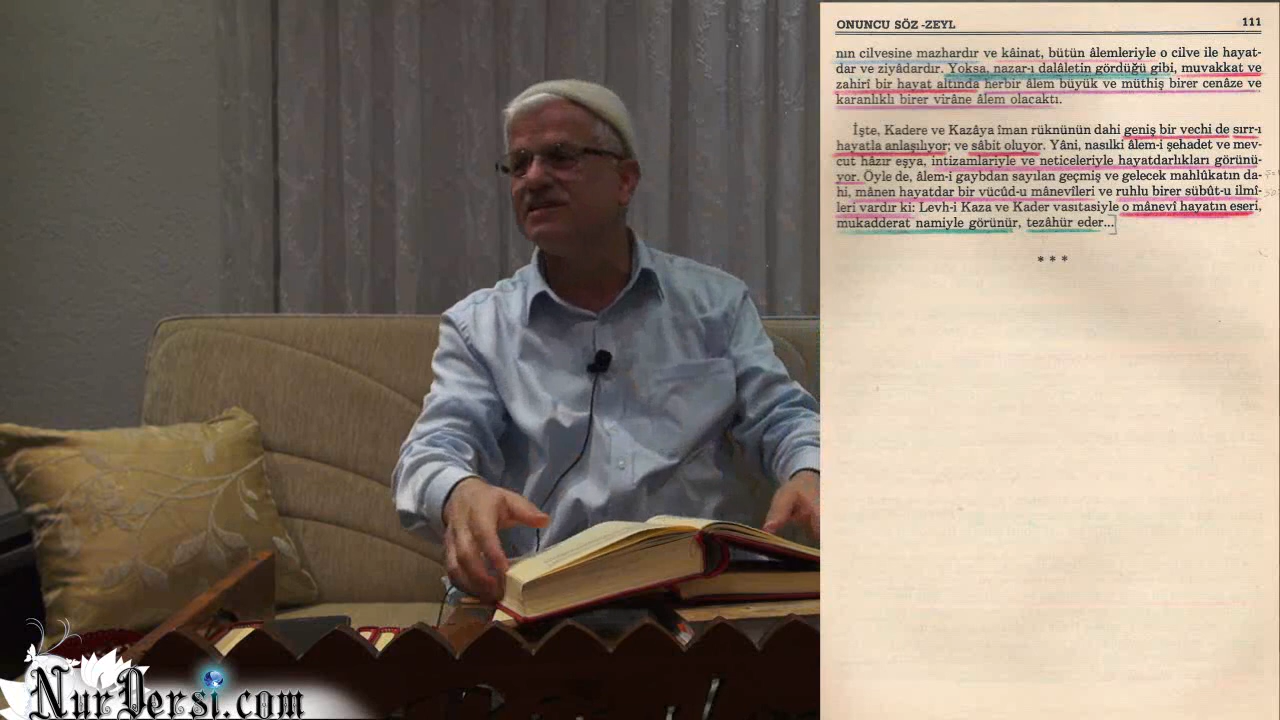 ONUNCU SÖZ -ZEYL 111
nın cilvesine mazhardır ve kâinat, bütün âlemleriyle o cilve ile hayat-
dar ve ziyâdardır. Yoksa, nazar-ı dalâletin gördüğü gibi, muvakkat ve
zahirî bir hayat altında herbir âlem büyük ve müthiş birer cenâze ve
karanlıklı birer virâne âlem olacaktı.
İşte, Kadere ve Kazâya îman rüknünün dahi geniş bir vechi de sırr-ı
hayatla anlaşılıyor; ve sâbit oluyor. Yâni, nasılki âlem-i şehadet ve mev-
cut hâzır eşya, intizamlariyle ve neticeleriyle hayatdarlıkları görünü-
yor. Öyle de, âlem-i gaybdan sayılan geçmiş ve gelecek mahlûkatın da-
hi, mânen hayatdar bir vücûd-u mânevîleri ve ruhlu birer sübût-u ilmî-
leri vardır ki: Levh-i Kaza ve Kader vasıtasiyle o mânevî hayatın eseri,
mukadderat namiyle görünür, tezâhür eder...]
* * *
NurDersi.com